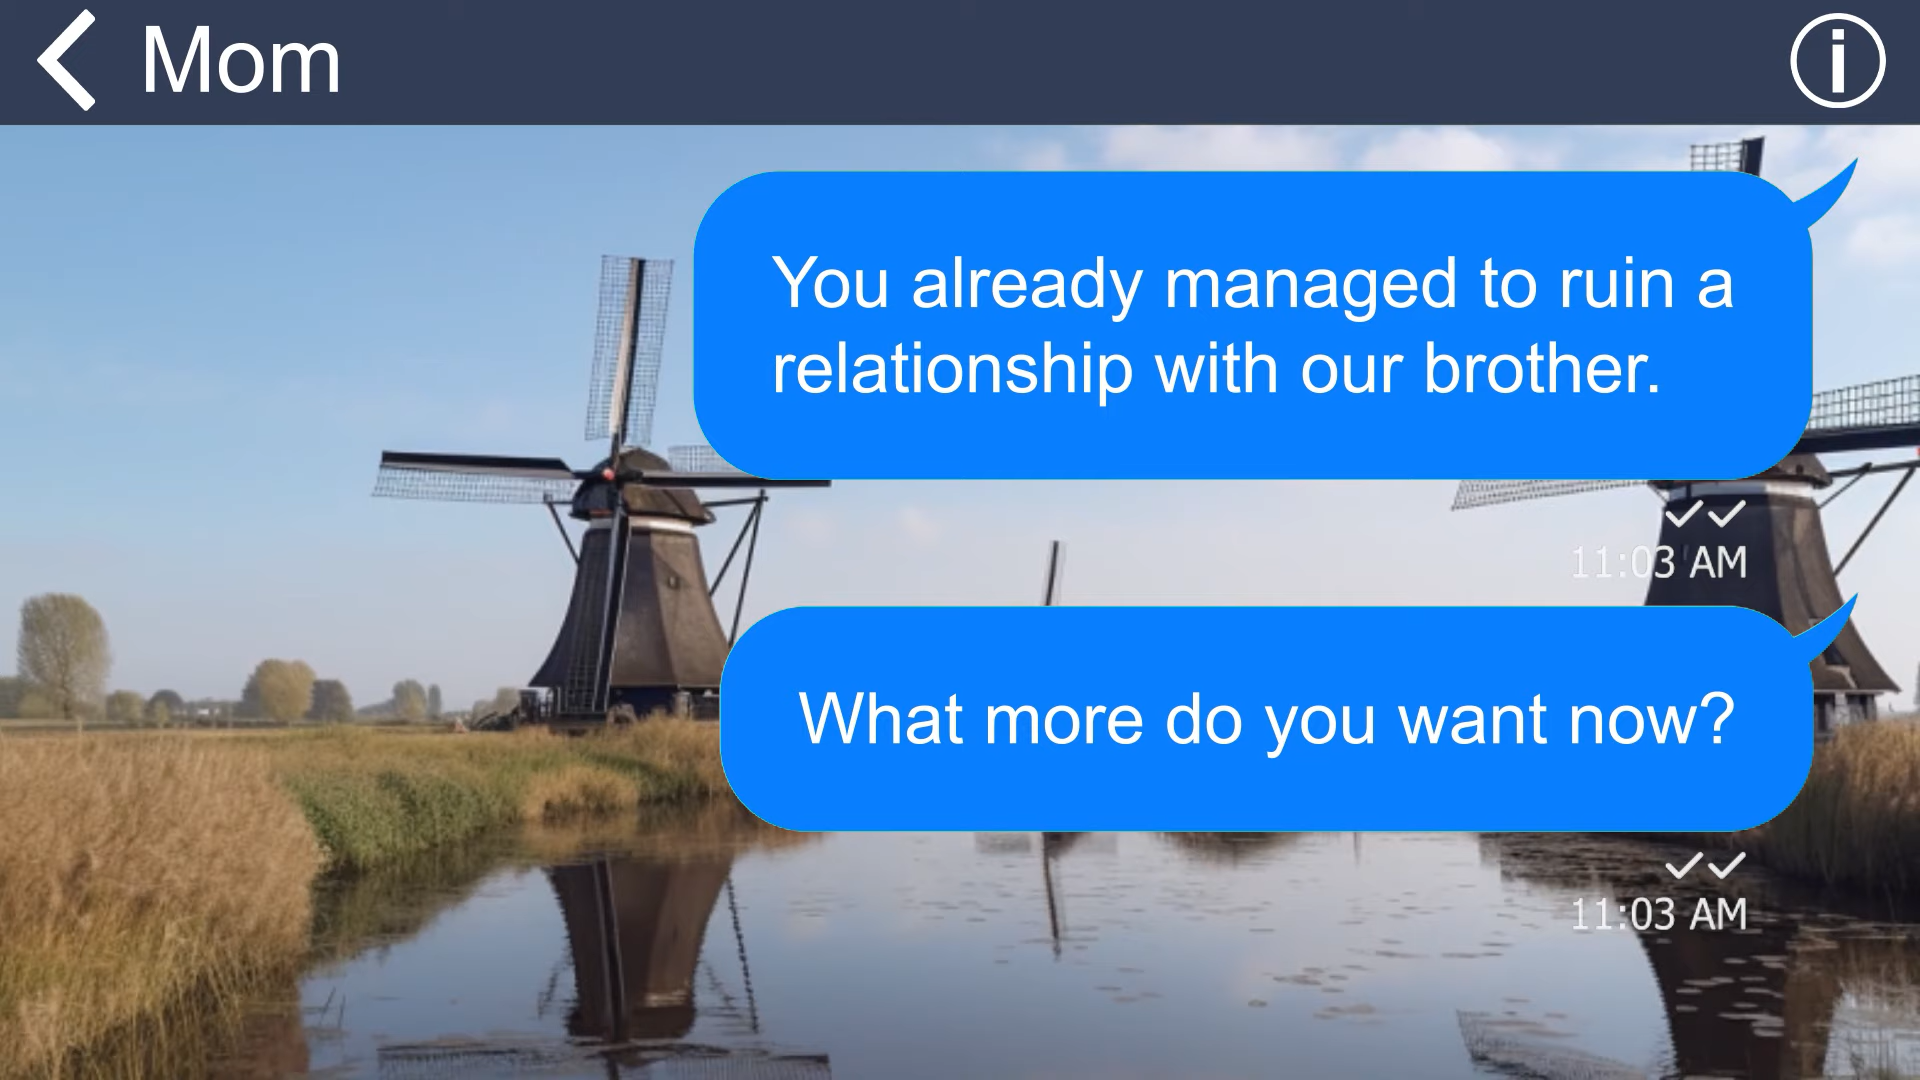 Mom
You already managed to ruin a
relationship with our brother.
11:03 AM
What more do you want now?
11:03 AM